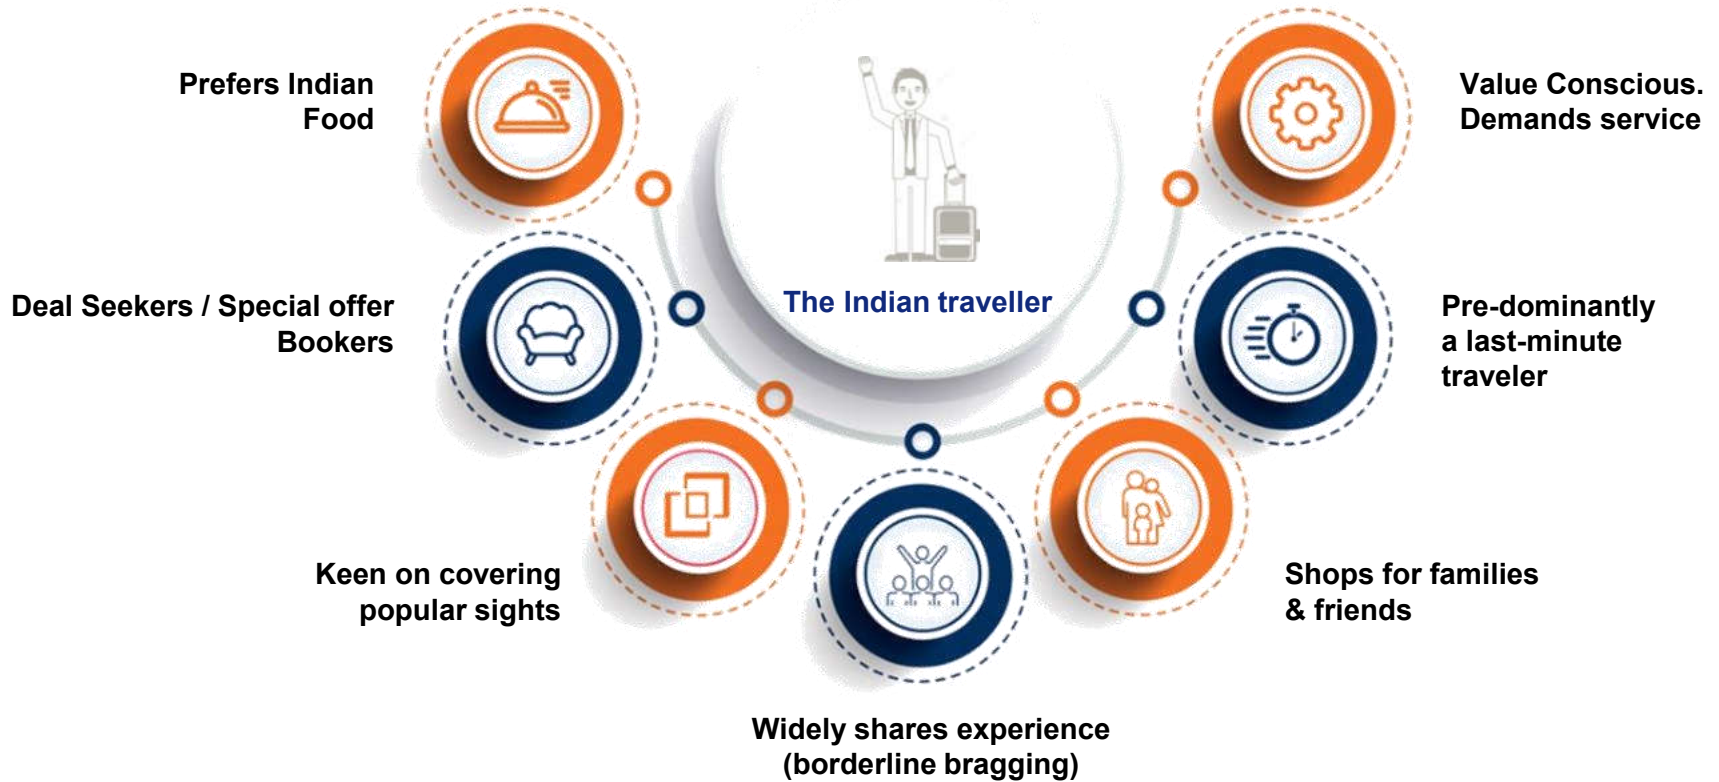 Prefers Indian
Food
Value Conscious.
Demands service
The Indian traveller
Deal Seekers / Special offer
Bookers
Pre-dominantly
a last-minute
traveler
Keen on covering
popular sights
Shops for families
& friends
Widely shares experience
(borderline bragging)